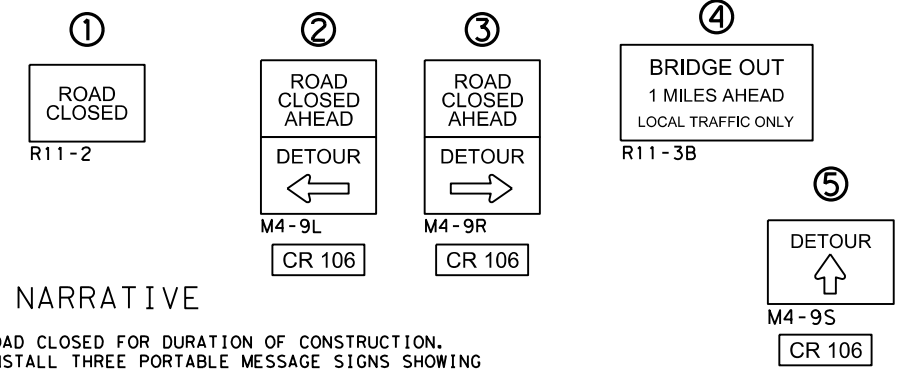 ①
ROAD
CLOSED
R11-2
②
ROAD
CLOSED
AHEAD
DETOUR
M4-9L
CR 106
③
ROAD
CLOSED
AHEAD
DETOUR
M4-9R
CR 106
④
BRIDGE OUT
1 MILES AHEAD
LOCAL TRAFFIC ONLY
R11-3B
⑤
DETOUR
M4-9S
CR 106
NARRATIVE
CLOSED FOR DURATION OF CONSTRUCTION.
THREE PORTABLE MESSAGE SIGNS SHOWING